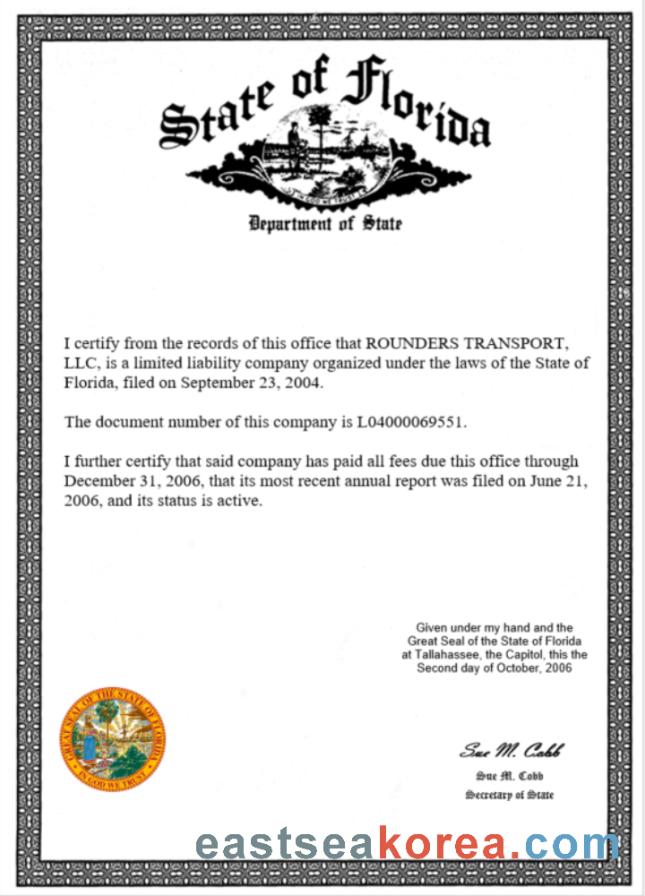 State of Florida
IN GOD WE TRUST
Department of State
I certify from the records of this office that ROUNDERS TRANSPORT,
LLC, is a limited liability company organized under the laws of the State of
Florida, filed on September 23, 2004.
The document number of this company is L04000069551.
I further certify that said company has paid all fees due this office through
December 31, 2006, that its most recent annual report was filed on June 21,
2006, and its status is active.
Given under my hand and the
Great Seal of the State of Florida
at Tallahassee, the Capitol, this the
Second day of October, 2006
GREAT SEAL OF THE STATE OF FLORIDA
IN GOD WE TRUST
Sue M. Cobb
Sue M. Cobb
Secretary of State
eastseakorea.com